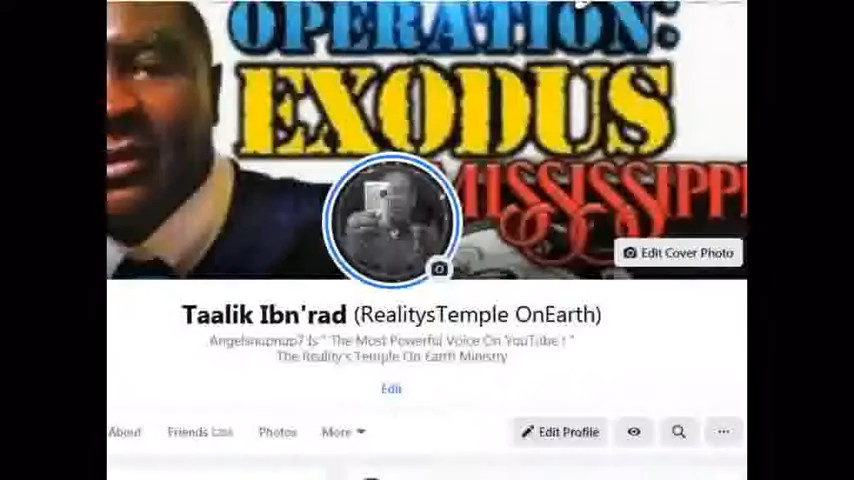 OPERATION:
EXODUS
MISSISSIPPI
Edit Cover Photo
Taalik Ibn'rad (RealitysTemple OnEarth)
Angelsnupnup7 Is " The Most Powerful Voice On YouTube ! "
The Reality's Temple On Earth Ministry
Edit
About Friends List Photos More Edit Profile ...